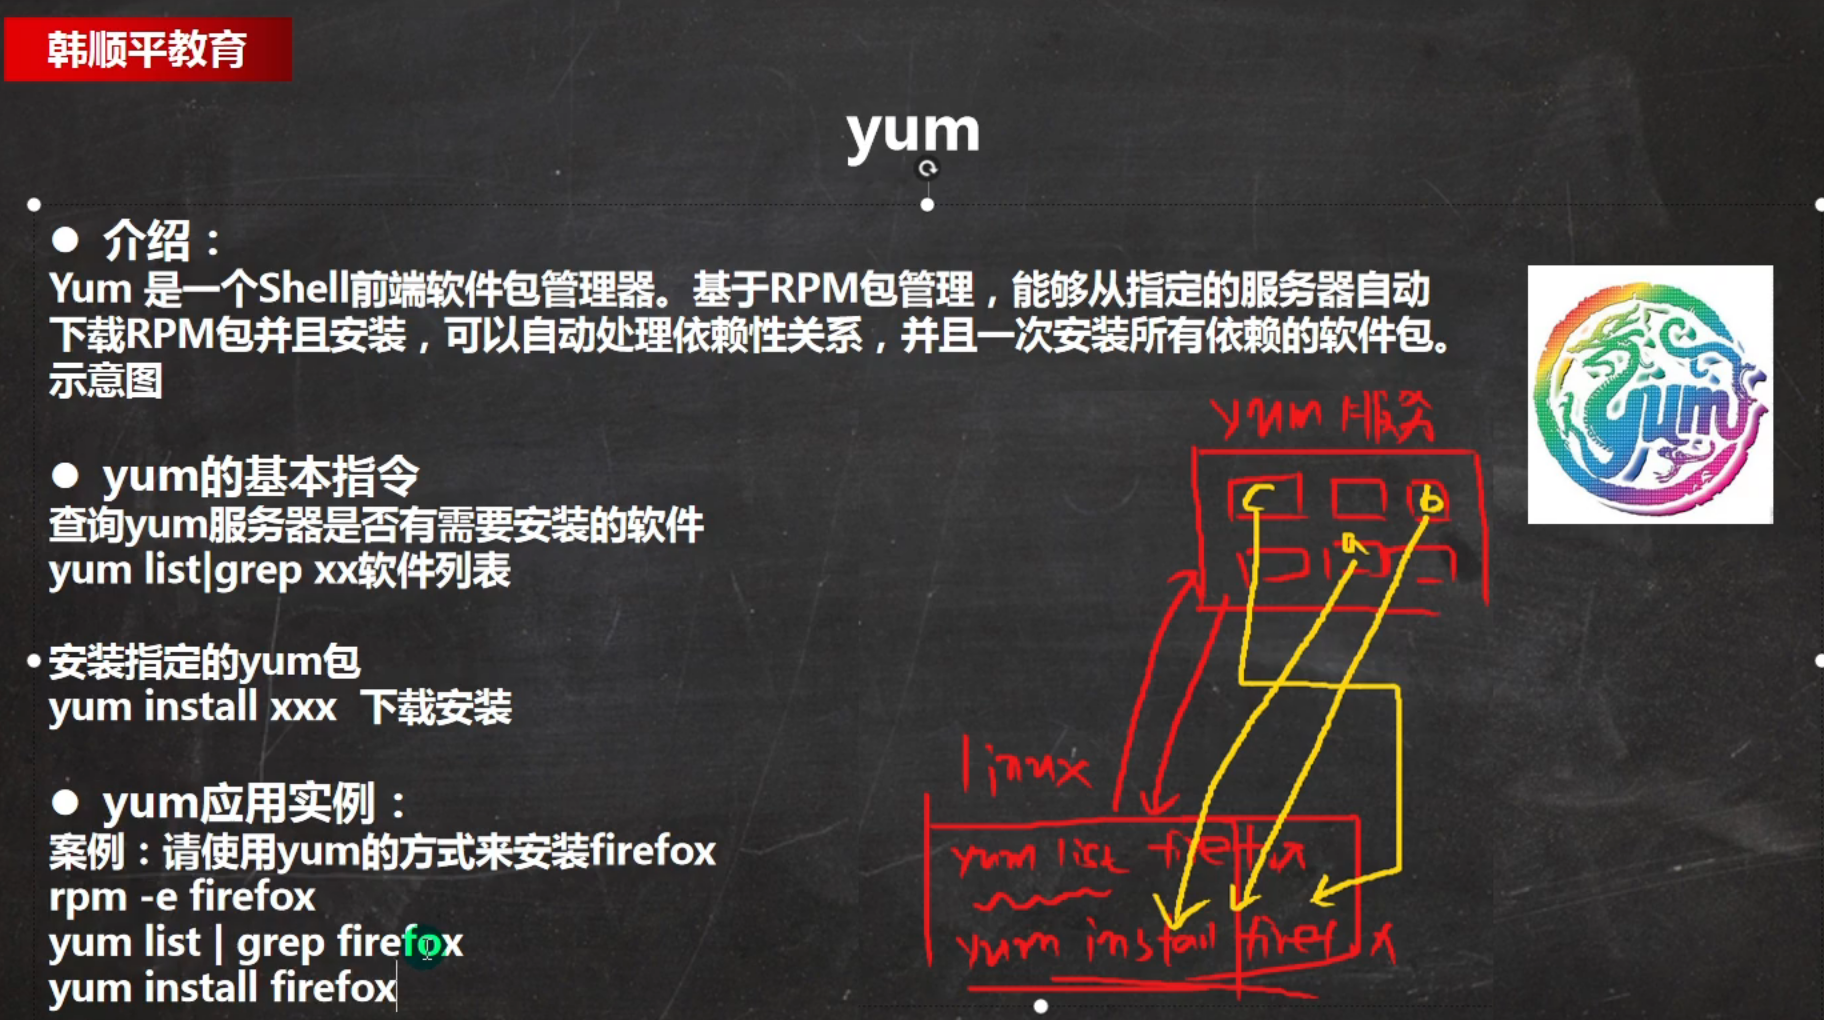 韩顺平教育
yum
● 介绍：
Yum 是一个Shell前端软件包管理器。基于RPM包管理，能够从指定的服务器自动
下载RPM包并且安装，可以自动处理依赖性关系，并且一次安装所有依赖的软件包。
示意图
yum
yum 服务
● yum的基本指令
查询yum服务器是否有需要安装的软件
yum list|grep xx软件列表
C
b
a
安装指定的yum包
yum install xxx  下载安装
linux
● yum应用实例：
案例：请使用yum的方式来安装firefox
rpm -e firefox
yum list | grep firefox
yum install firefox
yum list firefox
yum install firef x